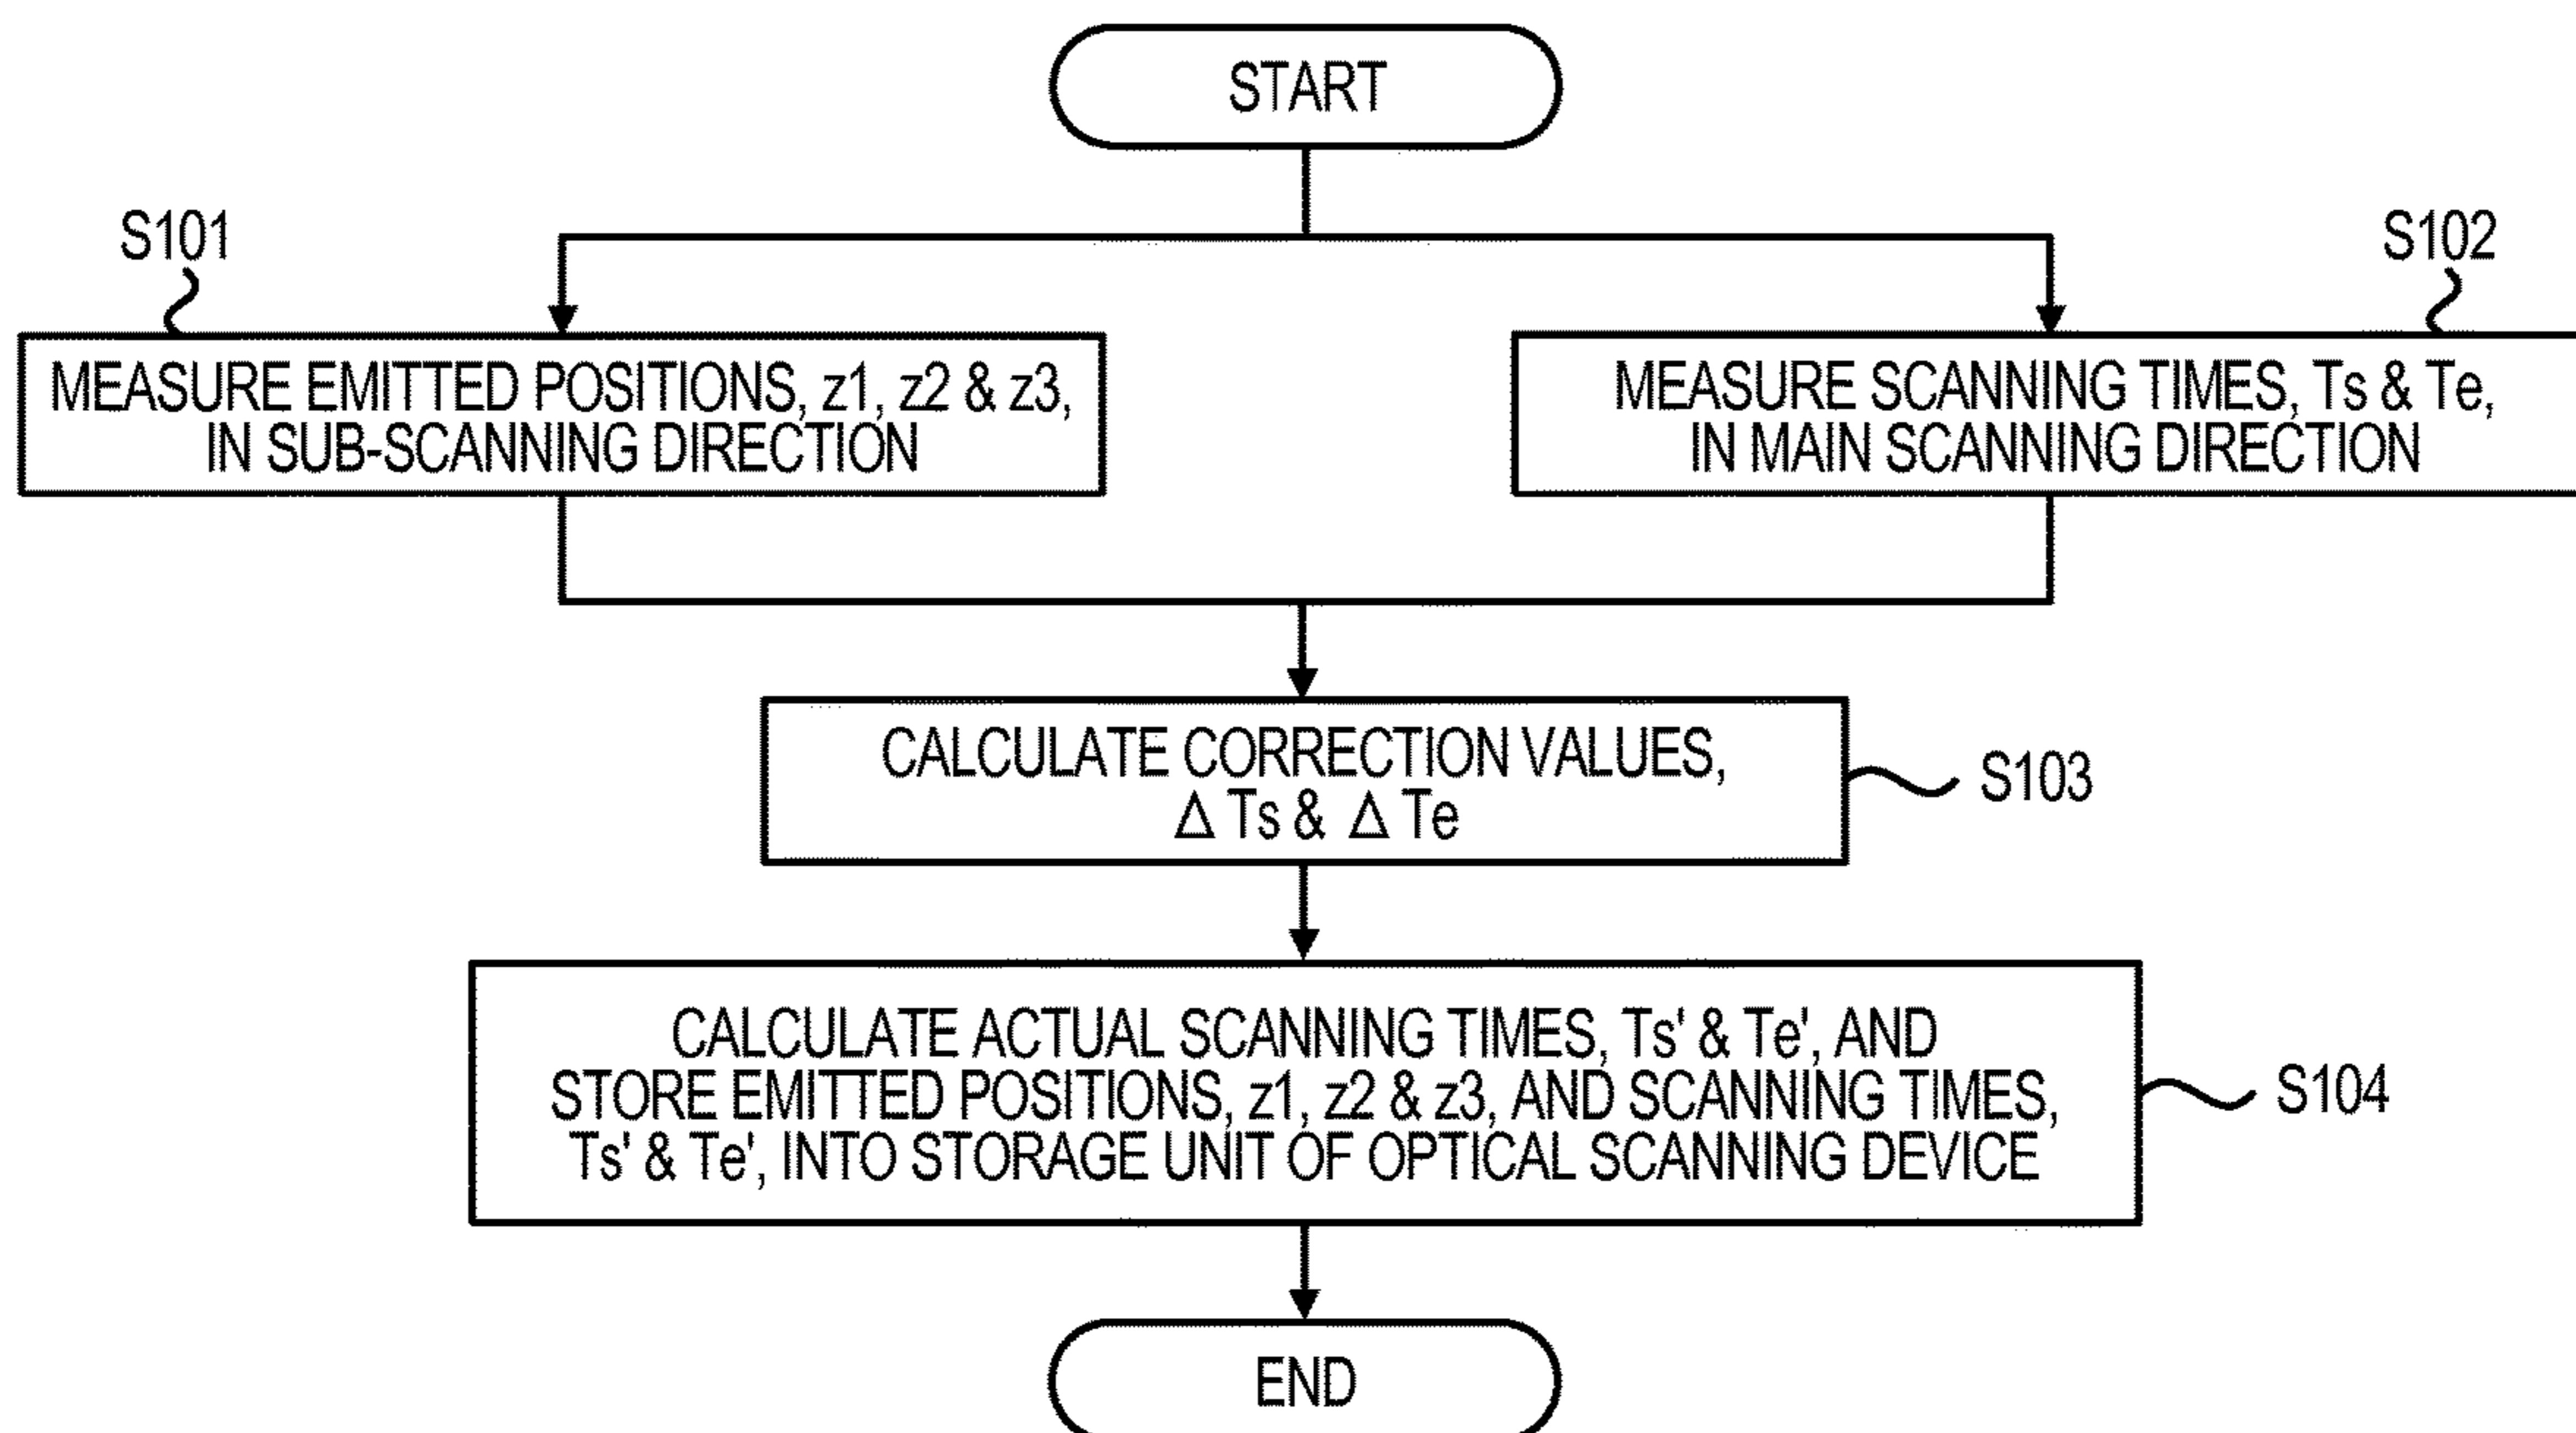 START
S101
S102
MEASURE EMITTED POSITIONS, z1, z2 & z3,
IN SUB-SCANNING DIRECTION
MEASURE SCANNING TIMES, Ts & Te,
IN MAIN SCANNING DIRECTION
CALCULATE CORRECTION VALUES,
Δ Ts & Δ Te
S103
CALCULATE ACTUAL SCANNING TIMES, Ts' & Te', AND
STORE EMITTED POSITIONS, z1, z2 & z3, AND SCANNING TIMES,
Ts' & Te', INTO STORAGE UNIT OF OPTICAL SCANNING DEVICE
S104
END